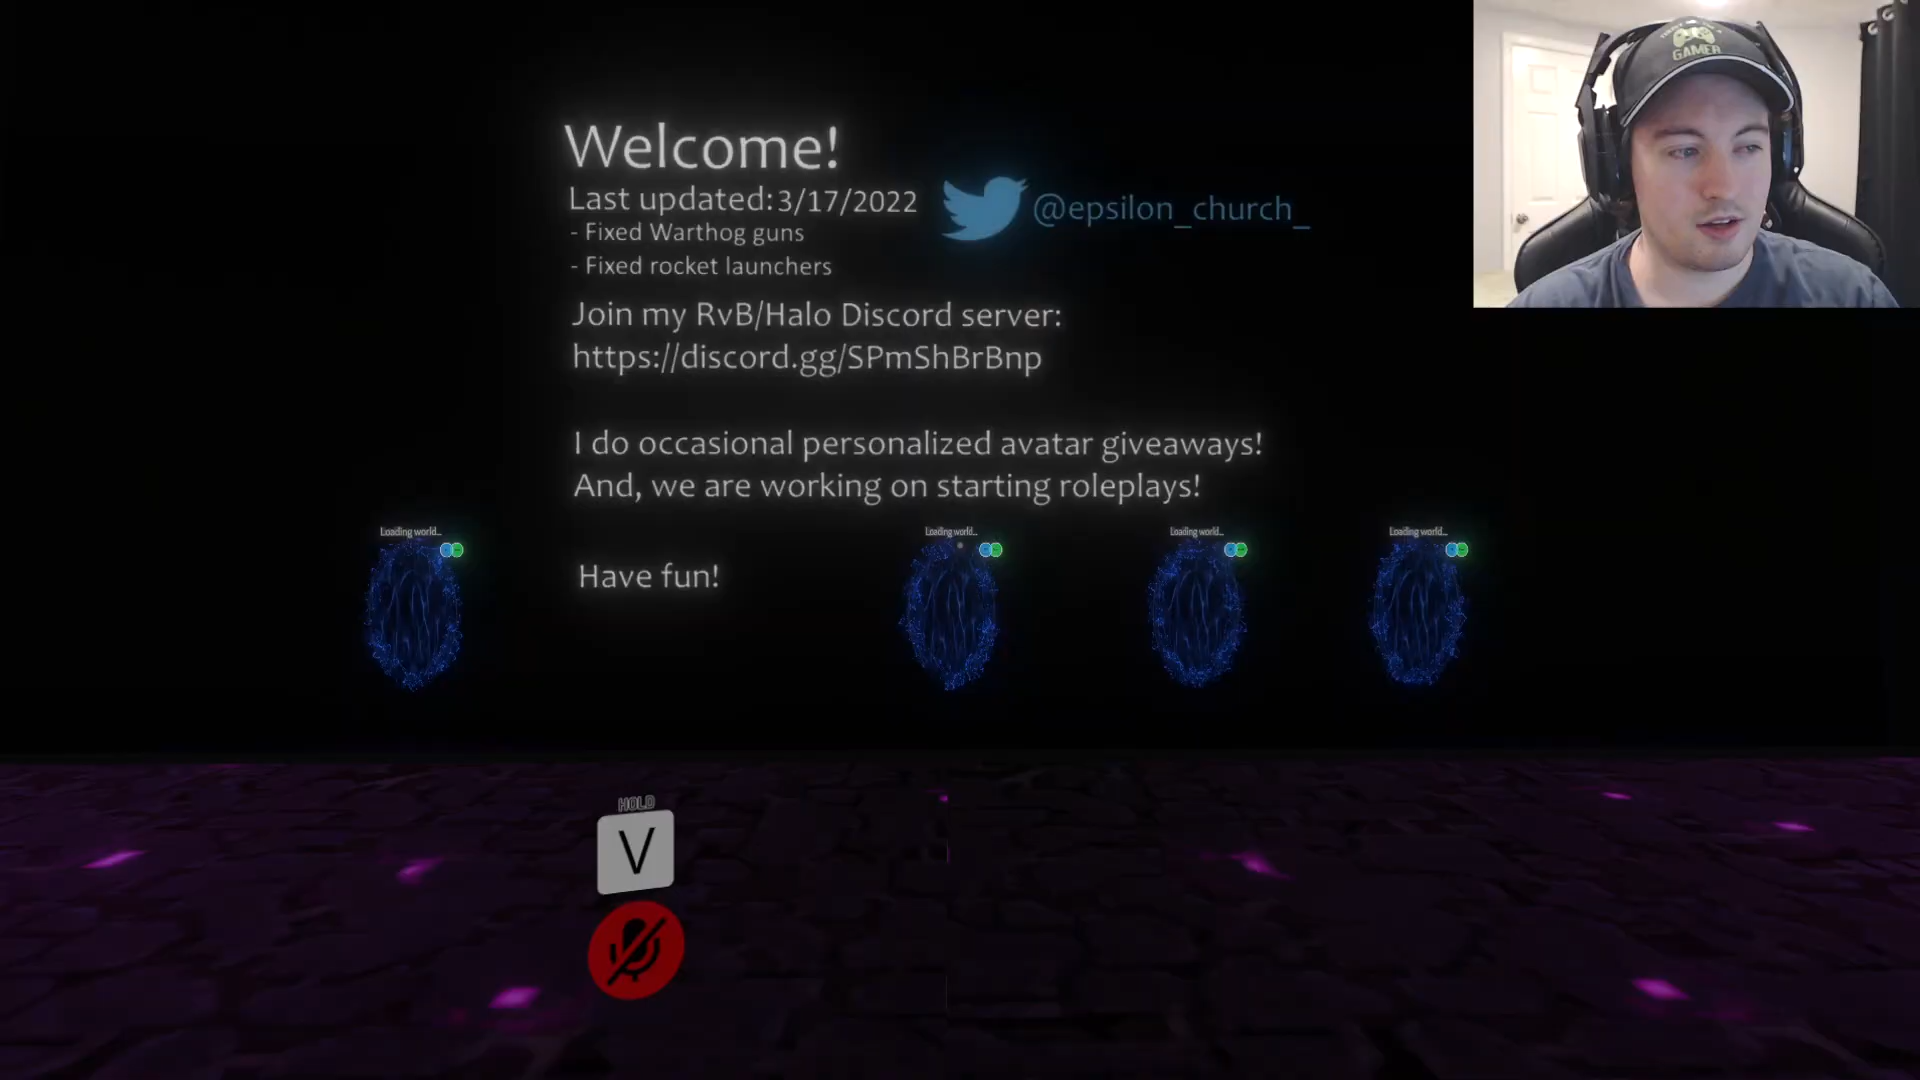 GAMER
Welcome!
Last updated: 3/17/2022
@epsilon_church_
- Fixed Warthog guns
- Fixed rocket launchers
Join my RvB/Halo Discord server:
https://discord.gg/SPmShBrBnp
I do occasional personalized avatar giveaways!
And, we are working on starting roleplays!
Loading world...
Loading world...
Loading world...
Loading world...
Have fun!
HOLD
V